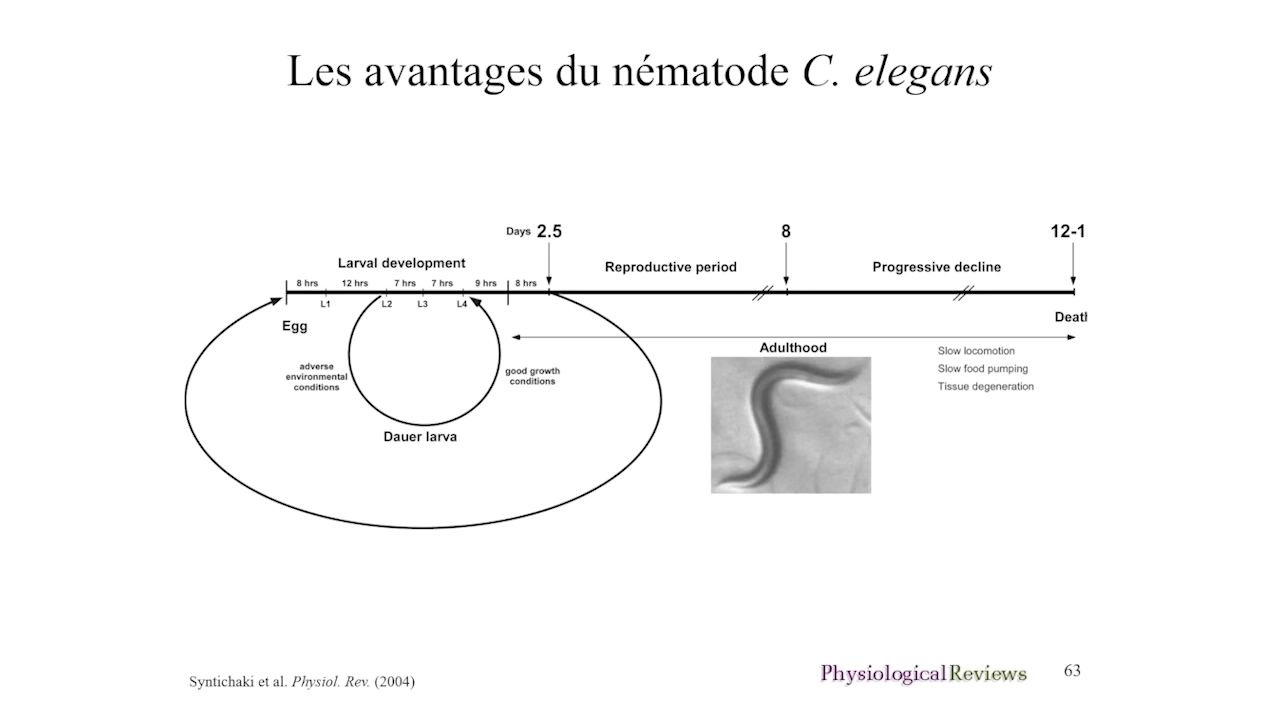 Les avantages du nématode C. elegans
Days 2.5
8
12-1
Larval development
Reproductive period
Progressive decline
8 hrs 12 hrs 7 hrs 7 hrs 9 hrs 8 hrs
L1 L2 L3 L4
Egg
Death
Adulthood
adverse
environmental
conditions
good growth
conditions
Dauer larva
Slow locomotion
Slow food pumping
Tissue degeneration
Syntichaki et al. Physiol. Rev. (2004)
Physiological Reviews
63